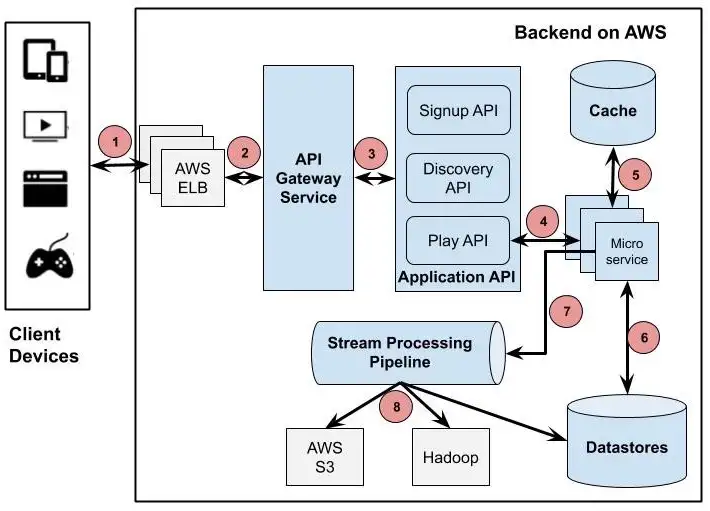 Backend on AWS
Client
Devices
1
AWS
ELB
2
API
Gateway
Service
3
Signup API
Discovery
API
Play API
Application API
4
Cache
5
Micro
service
6
7
Stream Processing
Pipeline
8
AWS
S3
Hadoop
Datastores